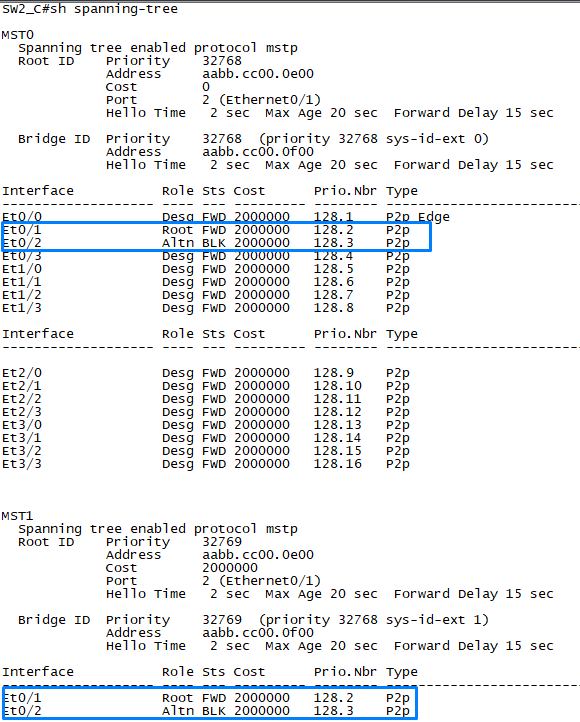 SW2_C#sh spanning-tree
MST0
Spanning tree enabled protocol mstp
Root ID Priority 32768
Address aabb.cc00.0e00
Cost 0
Port 2 (Ethernet0/1)
Hello Time 2 sec Max Age 20 sec Forward Delay 15 sec
Bridge ID Priority 32768 (priority 32768 sys-id-ext 0)
Address aabb.cc00.0f00
Hello Time 2 sec Max Age 20 sec Forward Delay 15 sec
Interface Role Sts Cost Prio.Nbr Type
------------------- ---- --- --------- -------- --------------------------------
Et0/0 Desg FWD 2000000 128.1 P2p Edge
Et0/1 Root FWD 2000000 128.2 P2p
Et0/2 Altn BLK 2000000 128.3 P2p
Et0/3 Desg FWD 2000000 128.4 P2p
Et1/0 Desg FWD 2000000 128.5 P2p
Et1/1 Desg FWD 2000000 128.6 P2p
Et1/2 Desg FWD 2000000 128.7 P2p
Et1/3 Desg FWD 2000000 128.8 P2p
Interface Role Sts Cost Prio.Nbr Type
------------------- ---- --- --------- -------- --------------------------------
Et2/0 Desg FWD 2000000 128.9 P2p
Et2/1 Desg FWD 2000000 128.10 P2p
Et2/2 Desg FWD 2000000 128.11 P2p
Et2/3 Desg FWD 2000000 128.12 P2p
Et3/0 Desg FWD 2000000 128.13 P2p
Et3/1 Desg FWD 2000000 128.14 P2p
Et3/2 Desg FWD 2000000 128.15 P2p
Et3/3 Desg FWD 2000000 128.16 P2p
MST1
Spanning tree enabled protocol mstp
Root ID Priority 32769
Address aabb.cc00.0e00
Cost 2000000
Port 2 (Ethernet0/1)
Hello Time 2 sec Max Age 20 sec Forward Delay 15 sec
Bridge ID Priority 32769 (priority 32768 sys-id-ext 1)
Address aabb.cc00.0f00
Hello Time 2 sec Max Age 20 sec Forward Delay 15 sec
Interface Role Sts Cost Prio.Nbr Type
------------------- ---- --- --------- -------- --------------------------------
Et0/1 Root FWD 2000000 128.2 P2p
Et0/2 Altn BLK 2000000 128.3 P2p